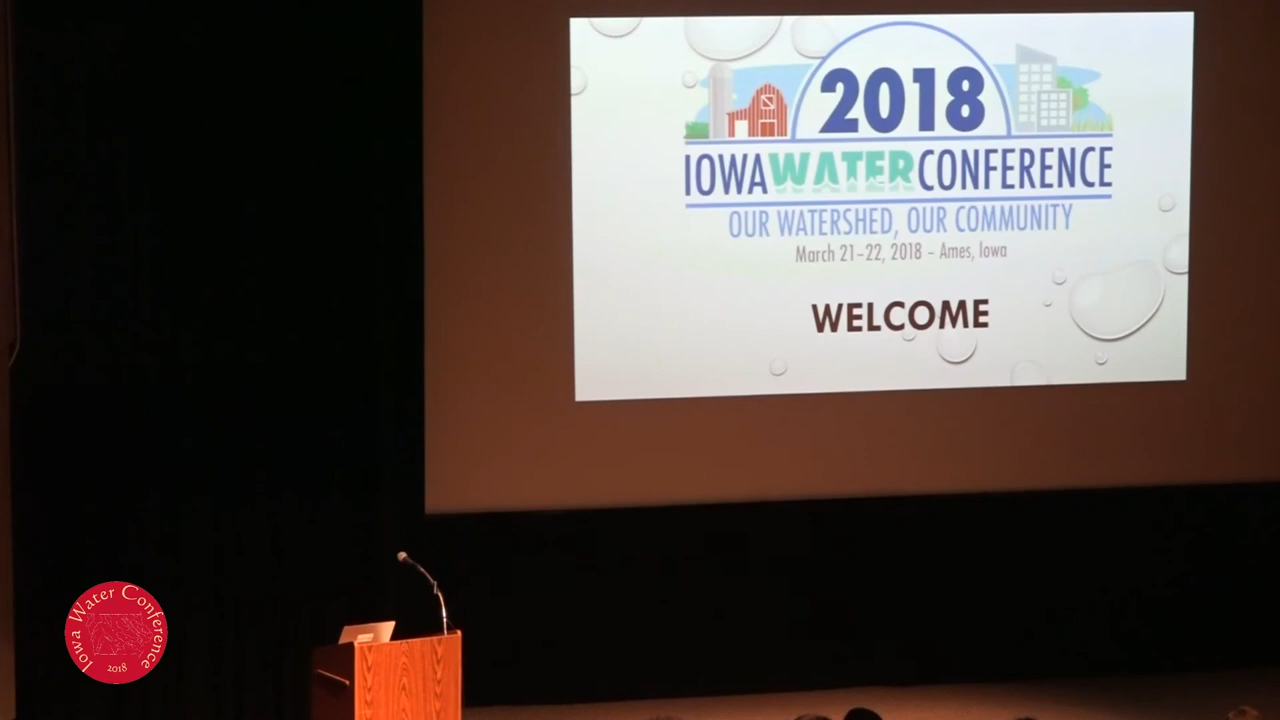 2018
IOWA WATER CONFERENCE
OUR WATERSHED, OUR COMMUNITY
March 21–22, 2018 – Ames, Iowa
WELCOME
Iowa Water Conference
2018